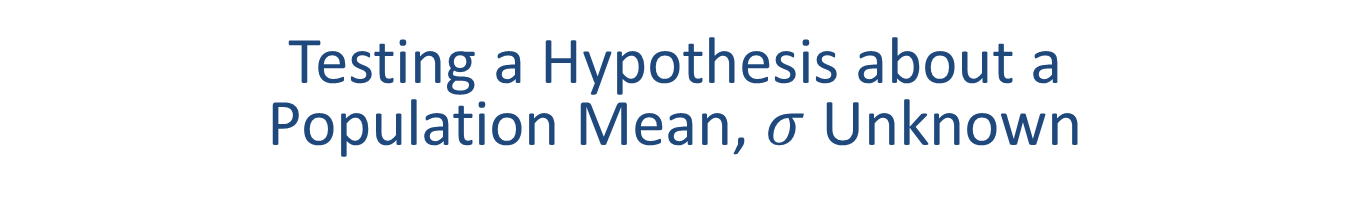 Testing a Hypothesis about a
Population Mean, 𝜎 Unknown